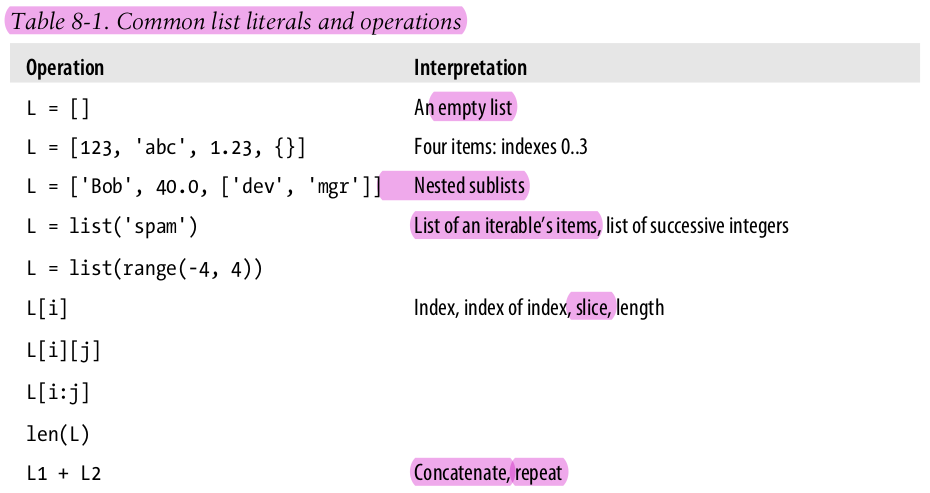 Table 8-1. Common list literals and operations
Operation Interpretation
L = [] An empty list
L = [123, 'abc', 1.23, {}] Four items: indexes 0..3
L = ['Bob', 40.0, ['dev', 'mgr']] Nested sublists
L = list('spam') List of an iterable’s items, list of successive integers
L = list(range(-4, 4))
L[i] Index, index of index, slice, length
L[i][j]
L[i:j]
len(L)
L1 + L2 Concatenate, repeat